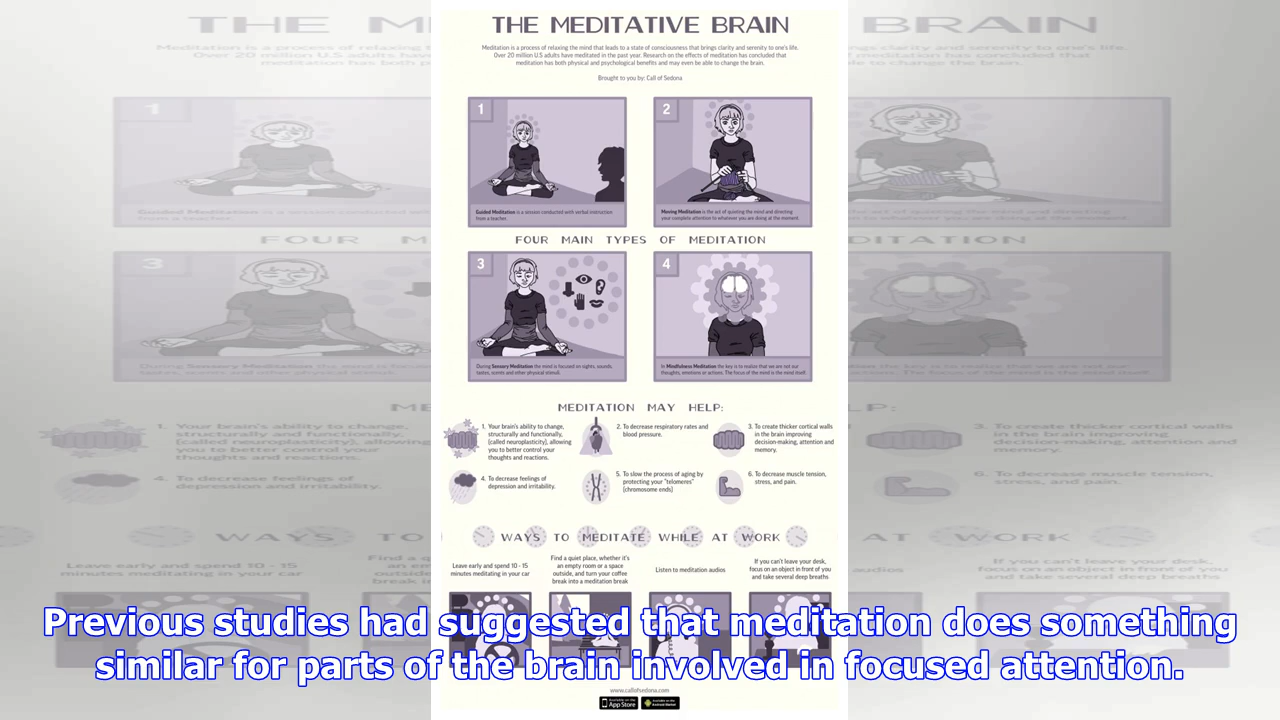 THE MEDITATIVE BRAIN
Meditation is a process of relaxing the mind that leads to a state of consciousness that brings clarity and serenity to one's life.
Over 20 million U.S adults have meditated in the past year. Research on the effects of meditation has concluded that
meditation has both physical and psychological benefits and may even be able to change the brain.
Brought to you by: Call of Sedona
1
Guided Meditation is a session conducted with verbal instruction
from a teacher.
2
Moving Meditation is the act of quieting the mind and directing
your complete attention to whatever you are doing at the moment.
FOUR MAIN TYPES OF MEDITATION
3
During Sensory Meditation the mind is focused on sights, sounds,
tastes, scents and other physical stimuli.
4
In Mindfulness Meditation the key is to realize that we are not our
thoughts, emotions or actions. The focus of the mind is the mind itself.
MEDITATION MAY HELP:
1. Your brain's ability to change,
structurally and functionally,
(called neuroplasticity), allowing
you to better control your
thoughts and reactions.
2. To decrease respiratory rates and
blood pressure.
3. To create thicker cortical walls
in the brain improving
decision-making, attention and
memory.
4. To decrease feelings of
depression and irritability.
5. To slow the process of aging by
protecting your "telomeres"
(chromosome ends)
6. To decrease muscle tension,
stress, and pain.
WAYS TO MEDITATE WHILE AT WORK
Leave early and spend 10 - 15
minutes meditating in your car
Find a quiet place, whether it's
an empty room or a space
outside, and turn your coffee
break into a meditation break
Listen to meditation audios
If you can't leave your desk,
focus on an object in front of you
and take several deep breaths
Previous studies had suggested that meditation does something
similar for parts of the brain involved in focused attention.
www.callofsedona.com
App Store
Android Market